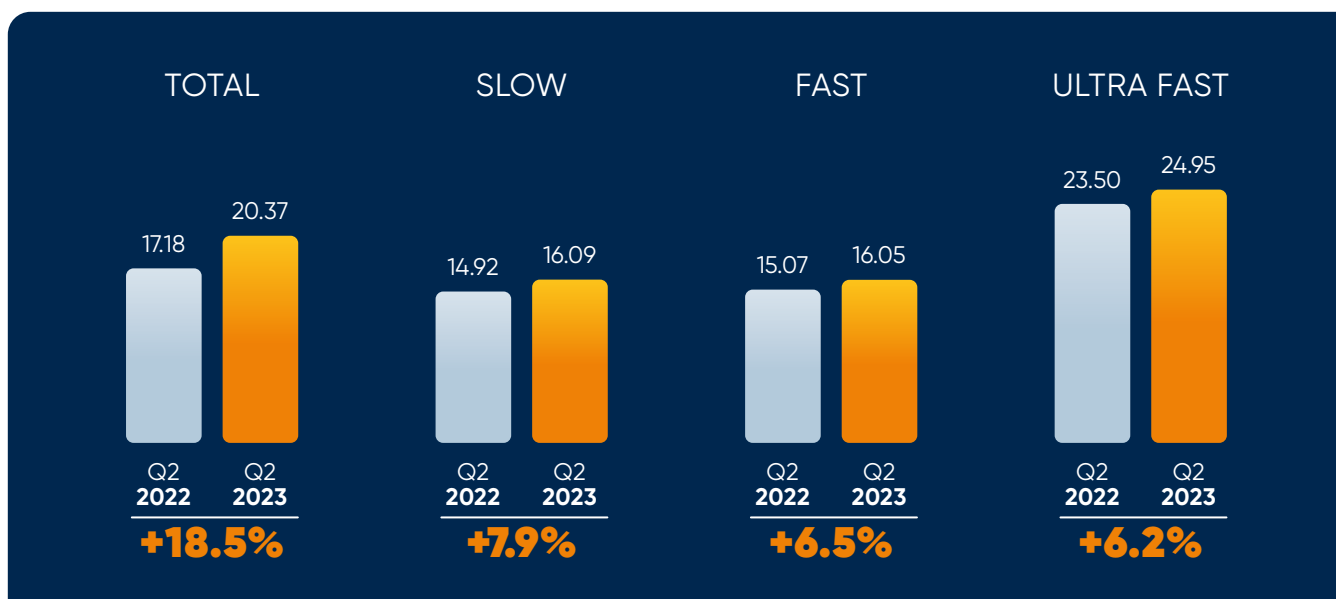 TOTAL
17.18
20.37
Q2
2022
Q2
2023
+18.5%
SLOW
14.92
16.09
Q2
2022
Q2
2023
+7.9%
FAST
15.07
16.05
Q2
2022
Q2
2023
+6.5%
ULTRA FAST
23.50
24.95
Q2
2022
Q2
2023
+6.2%